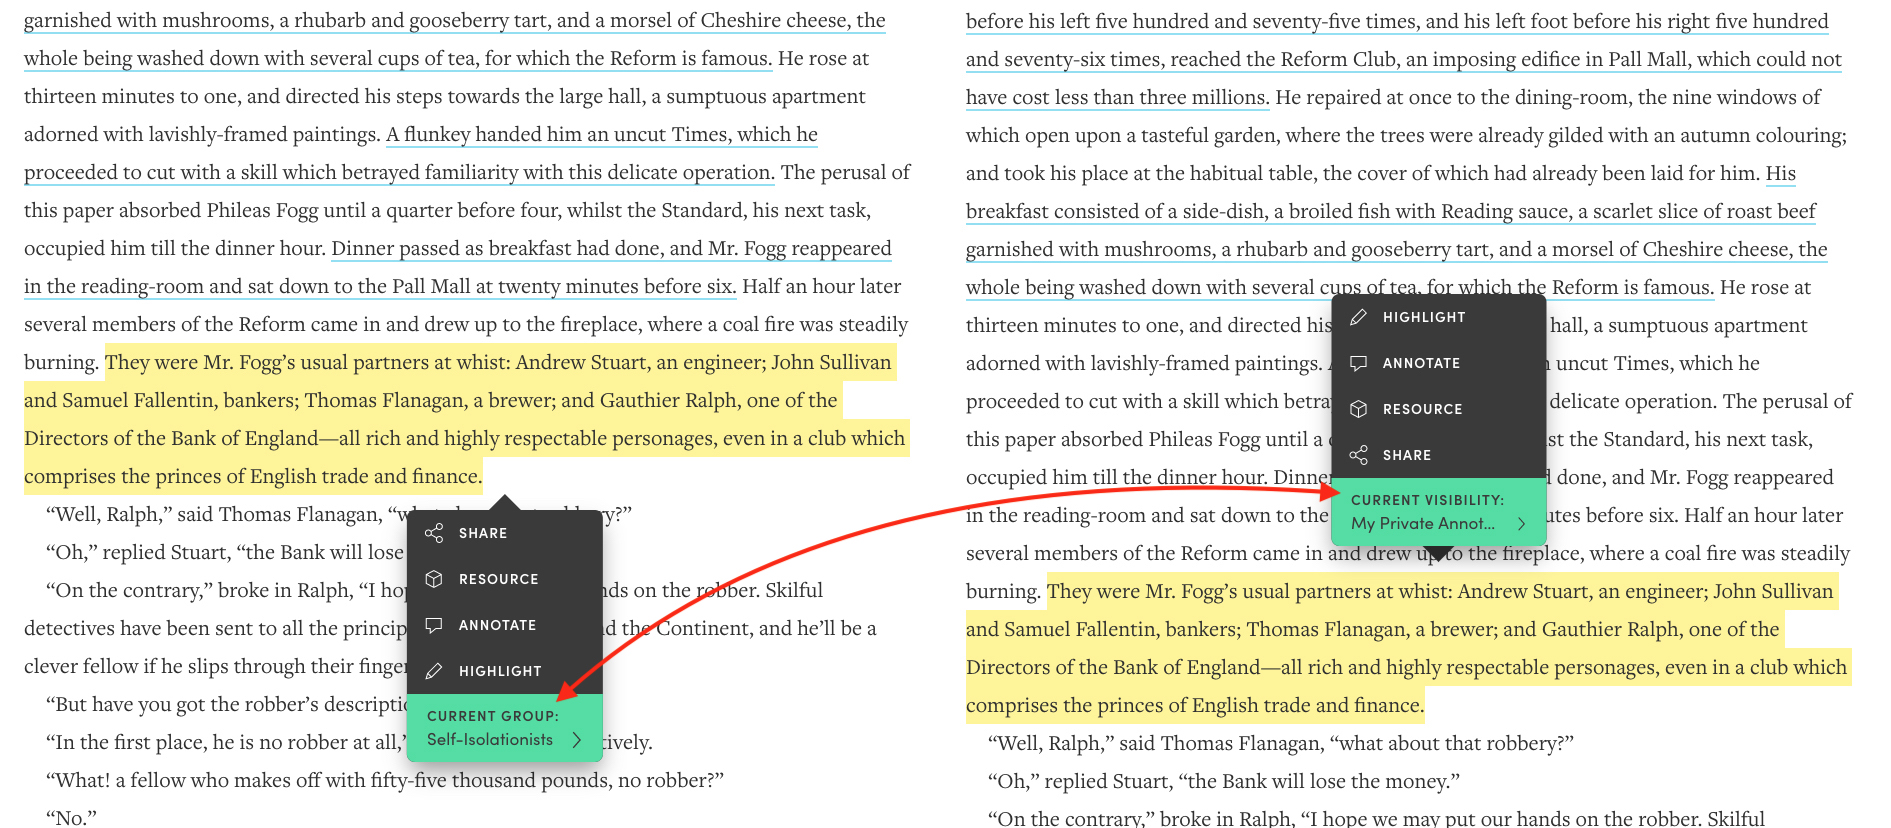 garnished with mushrooms, a rhubarb and gooseberry tart, and a morsel of Cheshire cheese, the
whole being washed down with several cups of tea, for which the Reform is famous. He rose at
thirteen minutes to one, and directed his steps towards the large hall, a sumptuous apartment
adorned with lavishly-framed paintings. A flunkey handed him an uncut Times, which he
proceeded to cut with a skill which betrayed familiarity with this delicate operation. The perusal of
this paper absorbed Phileas Fogg until a quarter before four, whilst the Standard, his next task,
occupied him till the dinner hour. Dinner passed as breakfast had done, and Mr. Fogg reappeared
in the reading-room and sat down to the Pall Mall at twenty minutes before six. Half an hour later
several members of the Reform came in and drew up to the fireplace, where a coal fire was steadily
burning. They were Mr. Fogg’s usual partners at whist: Andrew Stuart, an engineer; John Sullivan
and Samuel Fallentin, bankers; Thomas Flanagan, a brewer; and Gauthier Ralph, one of the
Directors of the Bank of England—all rich and highly respectable personages, even in a club which
comprises the princes of English trade and finance.
“Well, Ralph,” said Thomas Flanagan, “
“Oh,” replied Stuart, “the Bank will lose
“On the contrary,” broke in Ralph, “I on the robber. Skilful
detectives have been sent to all the the Continent, and he’ll be a
clever fellow if he slips through their
“But have you got the robber’s
“In the first place, he is no robber at all,”
“What! a fellow who makes off with fifty-five thousand pounds, no robber?”
“No.”
SHARE
RESOURCE
ANNOTATE
HIGHLIGHT
CURRENT GROUP:
Self-Isolationists
before his left five hundred and seventy-five times, and his left foot before his right five hundred
and seventy-six times, reached the Reform Club, an imposing edifice in Pall Mall, which could not
have cost less than three millions. He repaired at once to the dining-room, the nine windows of
which open upon a tasteful garden, where the trees were already gilded with an autumn colouring;
and took his place at the habitual table, the cover of which had already been laid for him. His
breakfast consisted of a side-dish, a broiled fish with Reading sauce, a scarlet slice of roast beef
garnished with mushrooms, a rhubarb and gooseberry tart, and a morsel of Cheshire cheese, the
whole being washed down with several cups of tea, for which the Reform is famous. He rose at
thirteen minutes to one, and directed his hall, a sumptuous apartment
adorned with lavishly-framed paintings. uncut Times, which he
proceeded to cut with a skill which delicate operation. The perusal of
this paper absorbed Phileas Fogg until a the Standard, his next task,
occupied him till the dinner hour. Dinner done, and Mr. Fogg reappeared
in the reading-room and sat down to the before six. Half an hour later
several members of the Reform came in and drew up to the fireplace, where a coal fire was steadily
burning. They were Mr. Fogg’s usual partners at whist: Andrew Stuart, an engineer; John Sullivan
and Samuel Fallentin, bankers; Thomas Flanagan, a brewer; and Gauthier Ralph, one of the
Directors of the Bank of England—all rich and highly respectable personages, even in a club which
comprises the princes of English trade and finance.
“Well, Ralph,” said Thomas Flanagan, “what about that robbery?”
“Oh,” replied Stuart, “the Bank will lose the money.”
“On the contrary,” broke in Ralph, “I hope we may put our hands on the robber. Skilful
HIGHLIGHT
ANNOTATE
RESOURCE
SHARE
CURRENT VISIBILITY:
My Private Annot...